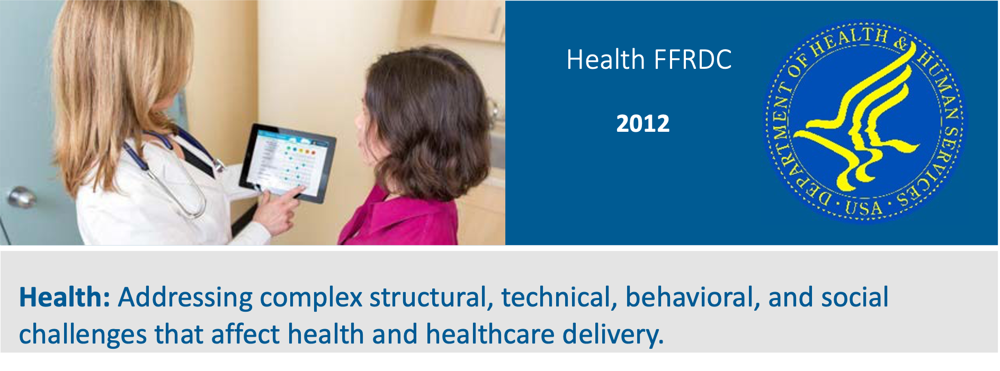 Health FFRDC
2012
DEPARTMENT OF HEALTH & HUMAN SERVICES · USA ·
Health: Addressing complex structural, technical, behavioral, and social
challenges that affect health and healthcare delivery.